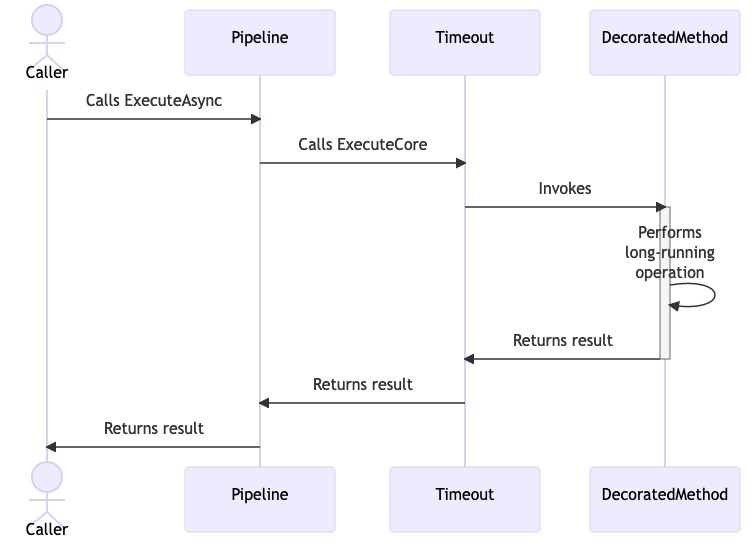 Pipeline
Timeout
DecoratedMethod
Caller
Calls ExecuteAsync
Calls ExecuteCore
Invokes
Performs
long-running
operation
Returns result
Returns result
Returns result
Pipeline
Timeout
DecoratedMethod
Caller